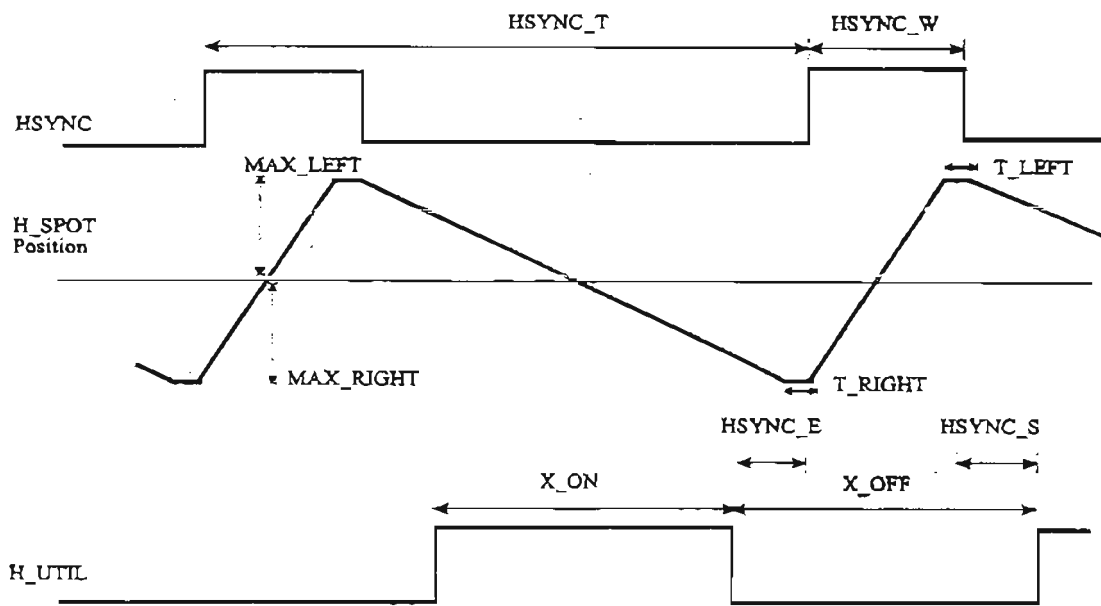 HSYNC_T
HSYNC_W
HSYNC
MAX_LEFT
T_LEFT
H_SPOT
Position
MAX_RIGHT
T_RIGHT
HSYNC_E
HSYNC_S
X_ON
X_OFF
H_UTIL